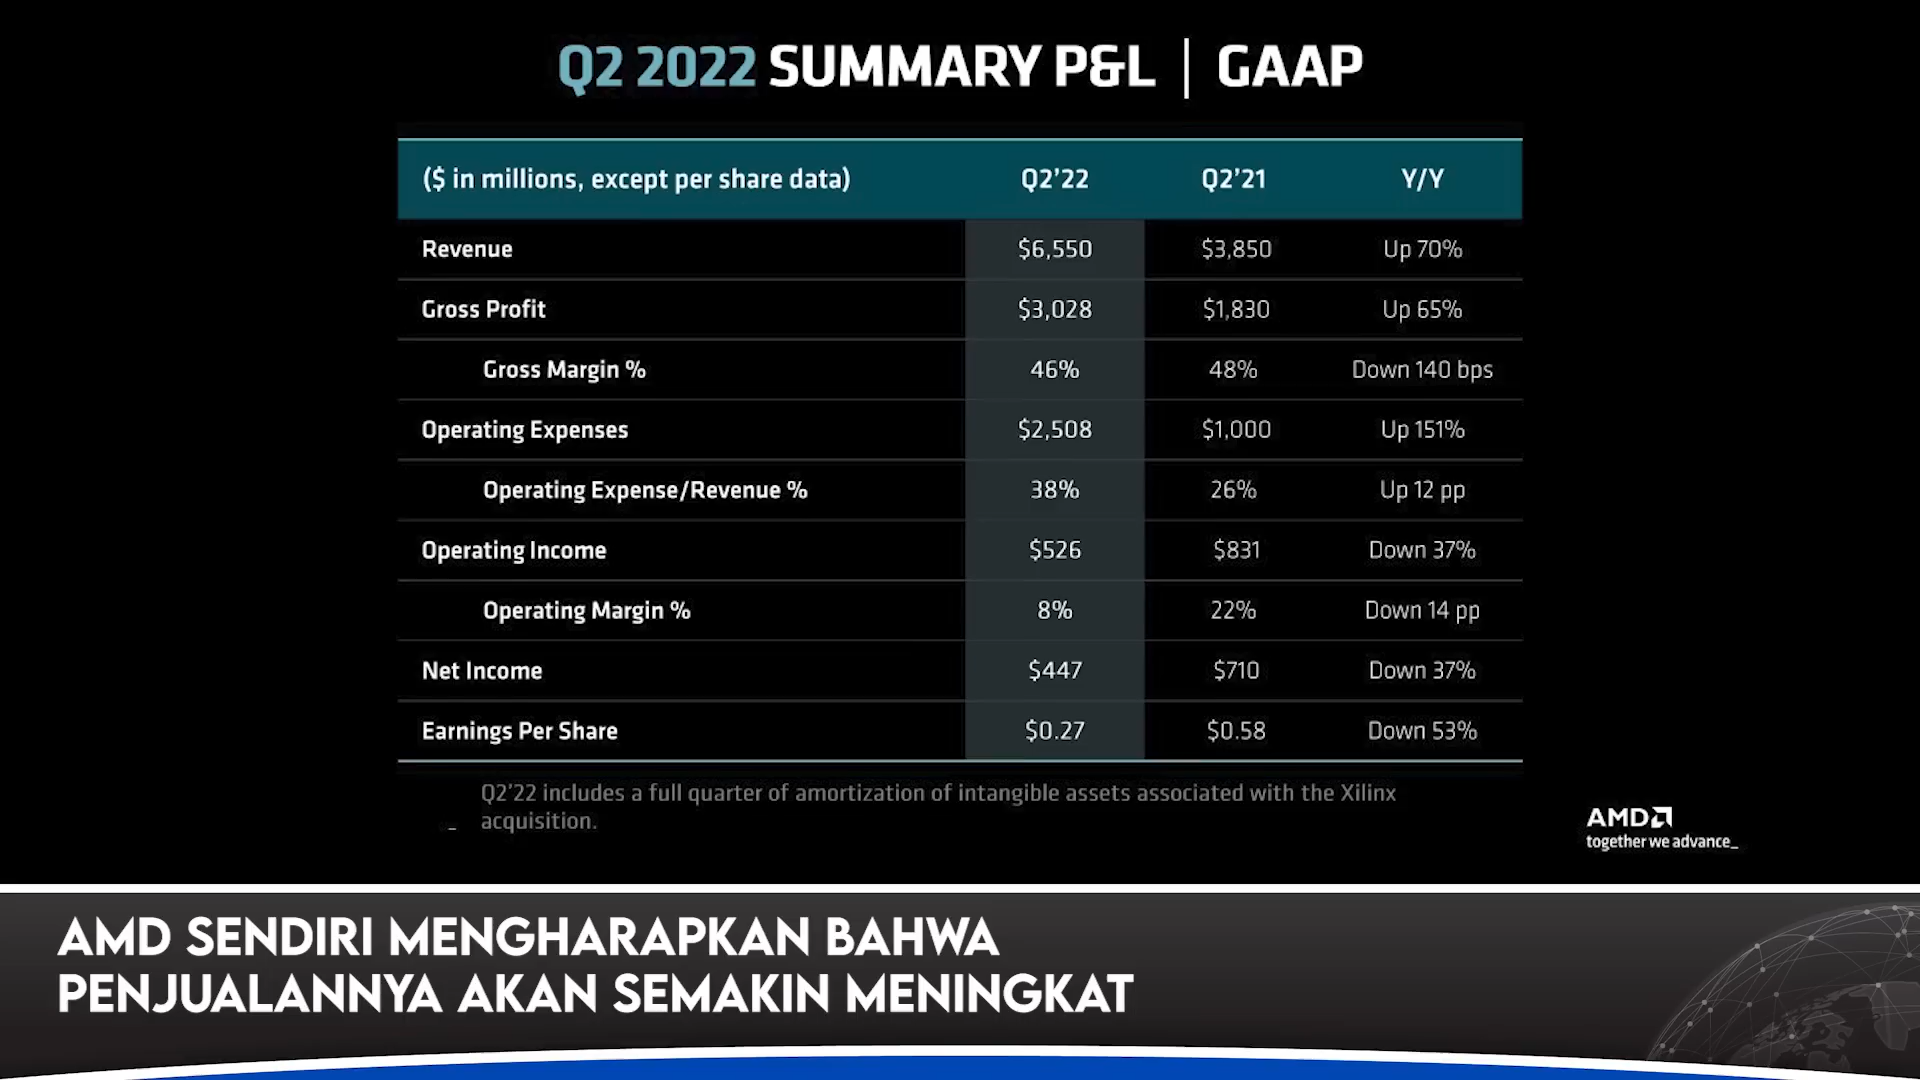 Q2 2022 SUMMARY P&L | GAAP
($ in millions, except per share data) Q2’22 Q2’21 Y/Y
Revenue $6,550 $3,850 Up 70%
Gross Profit $3,028 $1,830 Up 65%
Gross Margin % 46% 48% Down 140 bps
Operating Expenses $2,508 $1,000 Up 151%
Operating Expense/Revenue % 38% 26% Up 12 pp
Operating Income $526 $831 Down 37%
Operating Margin % 8% 22% Down 14 pp
Net Income $447 $710 Down 37%
Earnings Per Share $0.27 $0.58 Down 53%
Q2’22 includes a full quarter of amortization of intangible assets associated with the Xilinx
_ acquisition.
AMD
together we advance_
AMD SENDIRI MENGHARAPKAN BAHWA
PENJUALANNYA AKAN SEMAKIN MENINGKAT